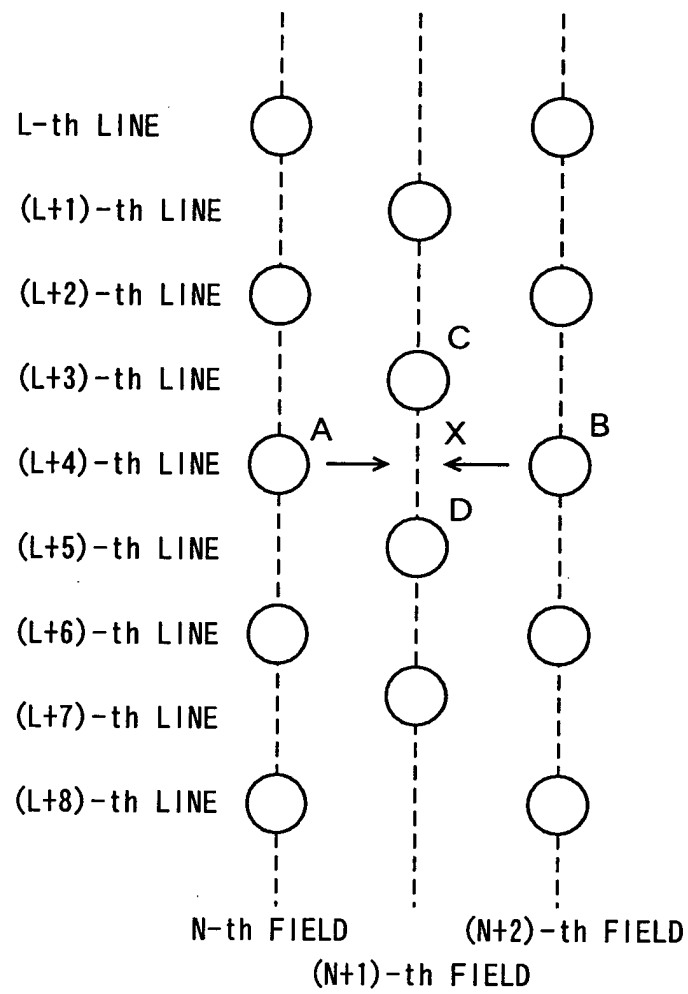 L-th LINE
(L+1)-th LINE
(L+2)-th LINE
C
(L+3)-th LINE
A
X
B
(L+4)-th LINE
D
(L+5)-th LINE
(L+6)-th LINE
(L+7)-th LINE
(L+8)-th LINE
N-th FIELD
(N+2)-th FIELD
(N+1)-th FIELD